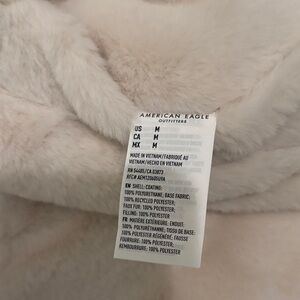 AMERICAN EAGLE
OUTFITTERS
US M
CA M
MX M
MADE IN VIETNAM/FABRIQUÉ AU
VIETNAM/HECHO EN VIETNAM
RN 54485/CA 03873
EN: SHELL: COATING:
100% POLYURETHANE; BASE FABRIC:
100% RECYCLED POLYESTER;
FAUX FUR: 100% POLYESTER;
FILLING: 100% POLYESTER
FR: MATIÈRE EXTÉRIEURE: ENDUIT:
100% POLYURÉTHANE; TISSU DE BASE:
100% POLYESTER RECYCLÉ; FAUSSE
FOURRURE: 100% POLYESTER;
REMBOURRAGE: 100% POLYESTER